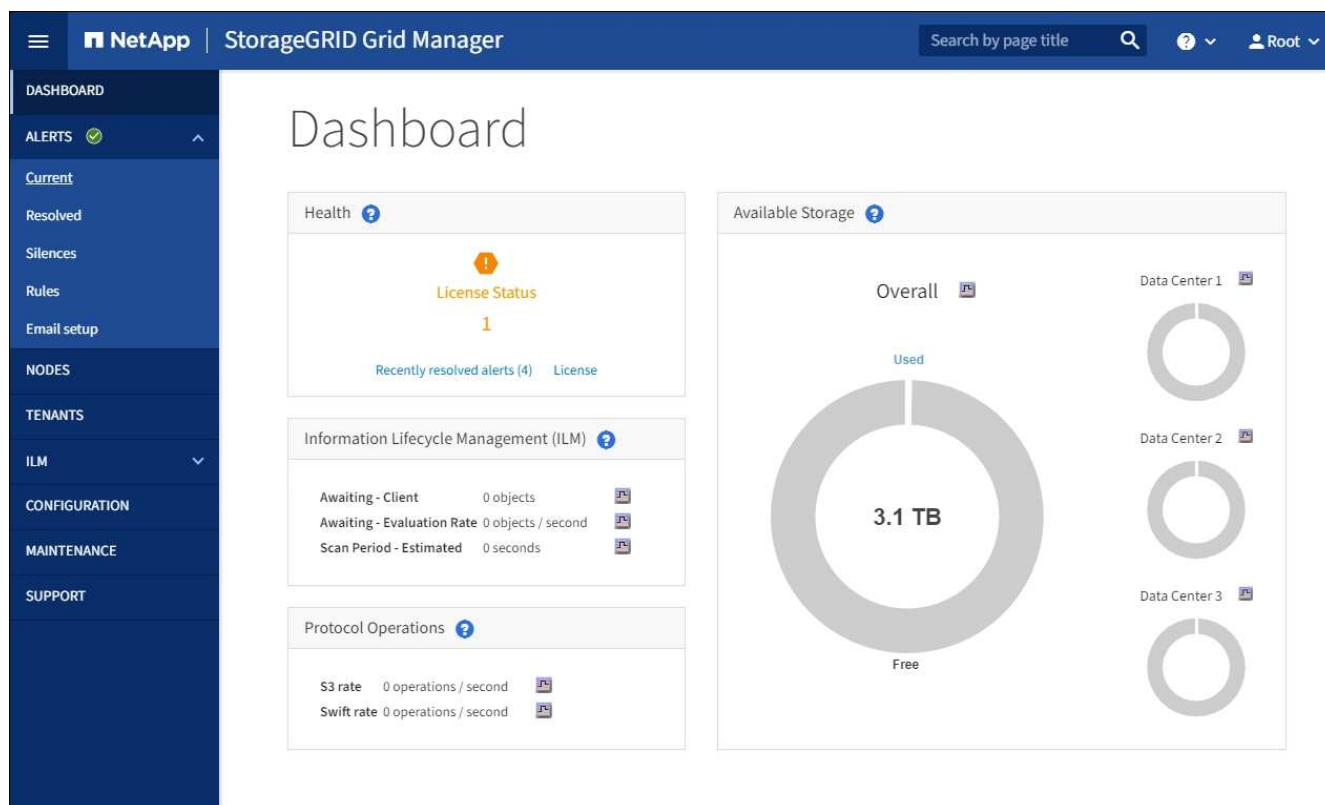 NetApp | StorageGRID Grid Manager
Search by page title
Root
DASHBOARD
ALERTS
Current
Resolved
Silences
Rules
Email setup
NODES
TENANTS
ILM
CONFIGURATION
MAINTENANCE
SUPPORT
Dashboard
Health
License Status
1
Recently resolved alerts (4) License
Information Lifecycle Management (ILM)
Awaiting - Client 0 objects
Awaiting - Evaluation Rate 0 objects / second
Scan Period - Estimated 0 seconds
Protocol Operations
S3 rate 0 operations / second
Swift rate 0 operations / second
Available Storage
Overall
Used
3.1 TB
Free
Data Center 1
Data Center 2
Data Center 3